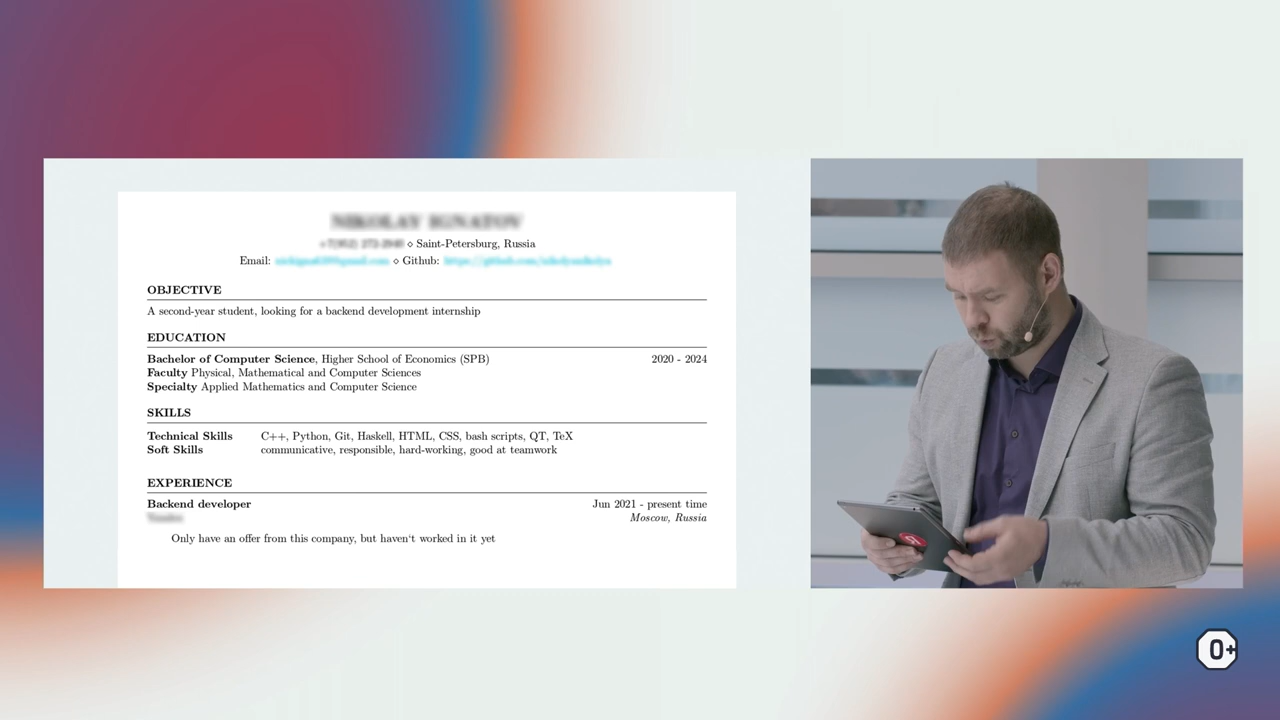 Saint-Petersburg, Russia
Email: ⋄ Github:
OBJECTIVE
A second-year student, looking for a backend development internship
EDUCATION
Bachelor of Computer Science, Higher School of Economics (SPB) 2020 - 2024
Faculty Physical, Mathematical and Computer Sciences
Specialty Applied Mathematics and Computer Science
SKILLS
Technical Skills C++, Python, Git, Haskell, HTML, CSS, bash scripts, QT, TeX
Soft Skills communicative, responsible, hard-working, good at teamwork
EXPERIENCE
Backend developer Jun 2021 - present time
Moscow, Russia
Only have an offer from this company, but haven‘t worked in it yet
0+